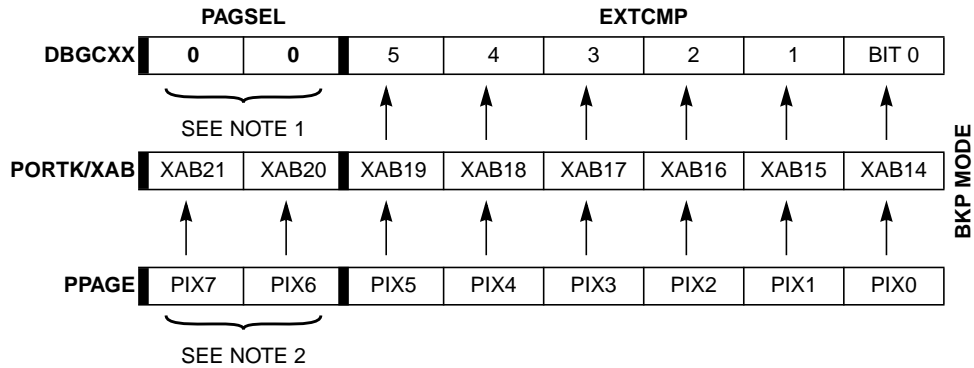 PAGSEL EXTCMP
DBGCXX 0 0 5 4 3 2 1 BIT 0
SEE NOTE 1
PORTK/XAB XAB21 XAB20 XAB19 XAB18 XAB17 XAB16 XAB15 XAB14
BKP MODE
PPAGE PIX7 PIX6 PIX5 PIX4 PIX3 PIX2 PIX1 PIX0
SEE NOTE 2